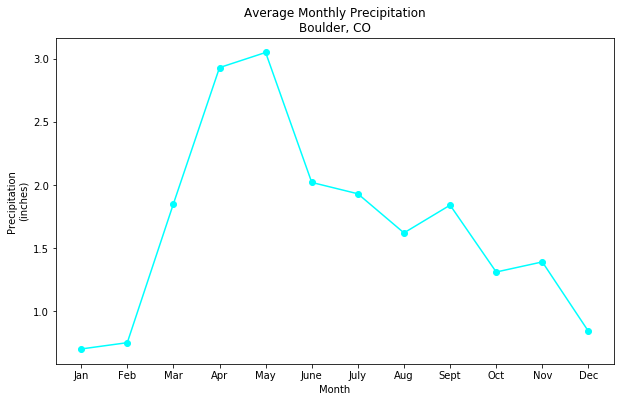 Average Monthly Precipitation
Boulder, CO
Precipitation
(inches)
3.0
2.5
2.0
1.5
1.0
Jan Feb Mar Apr May June July Aug Sept Oct Nov Dec
Month